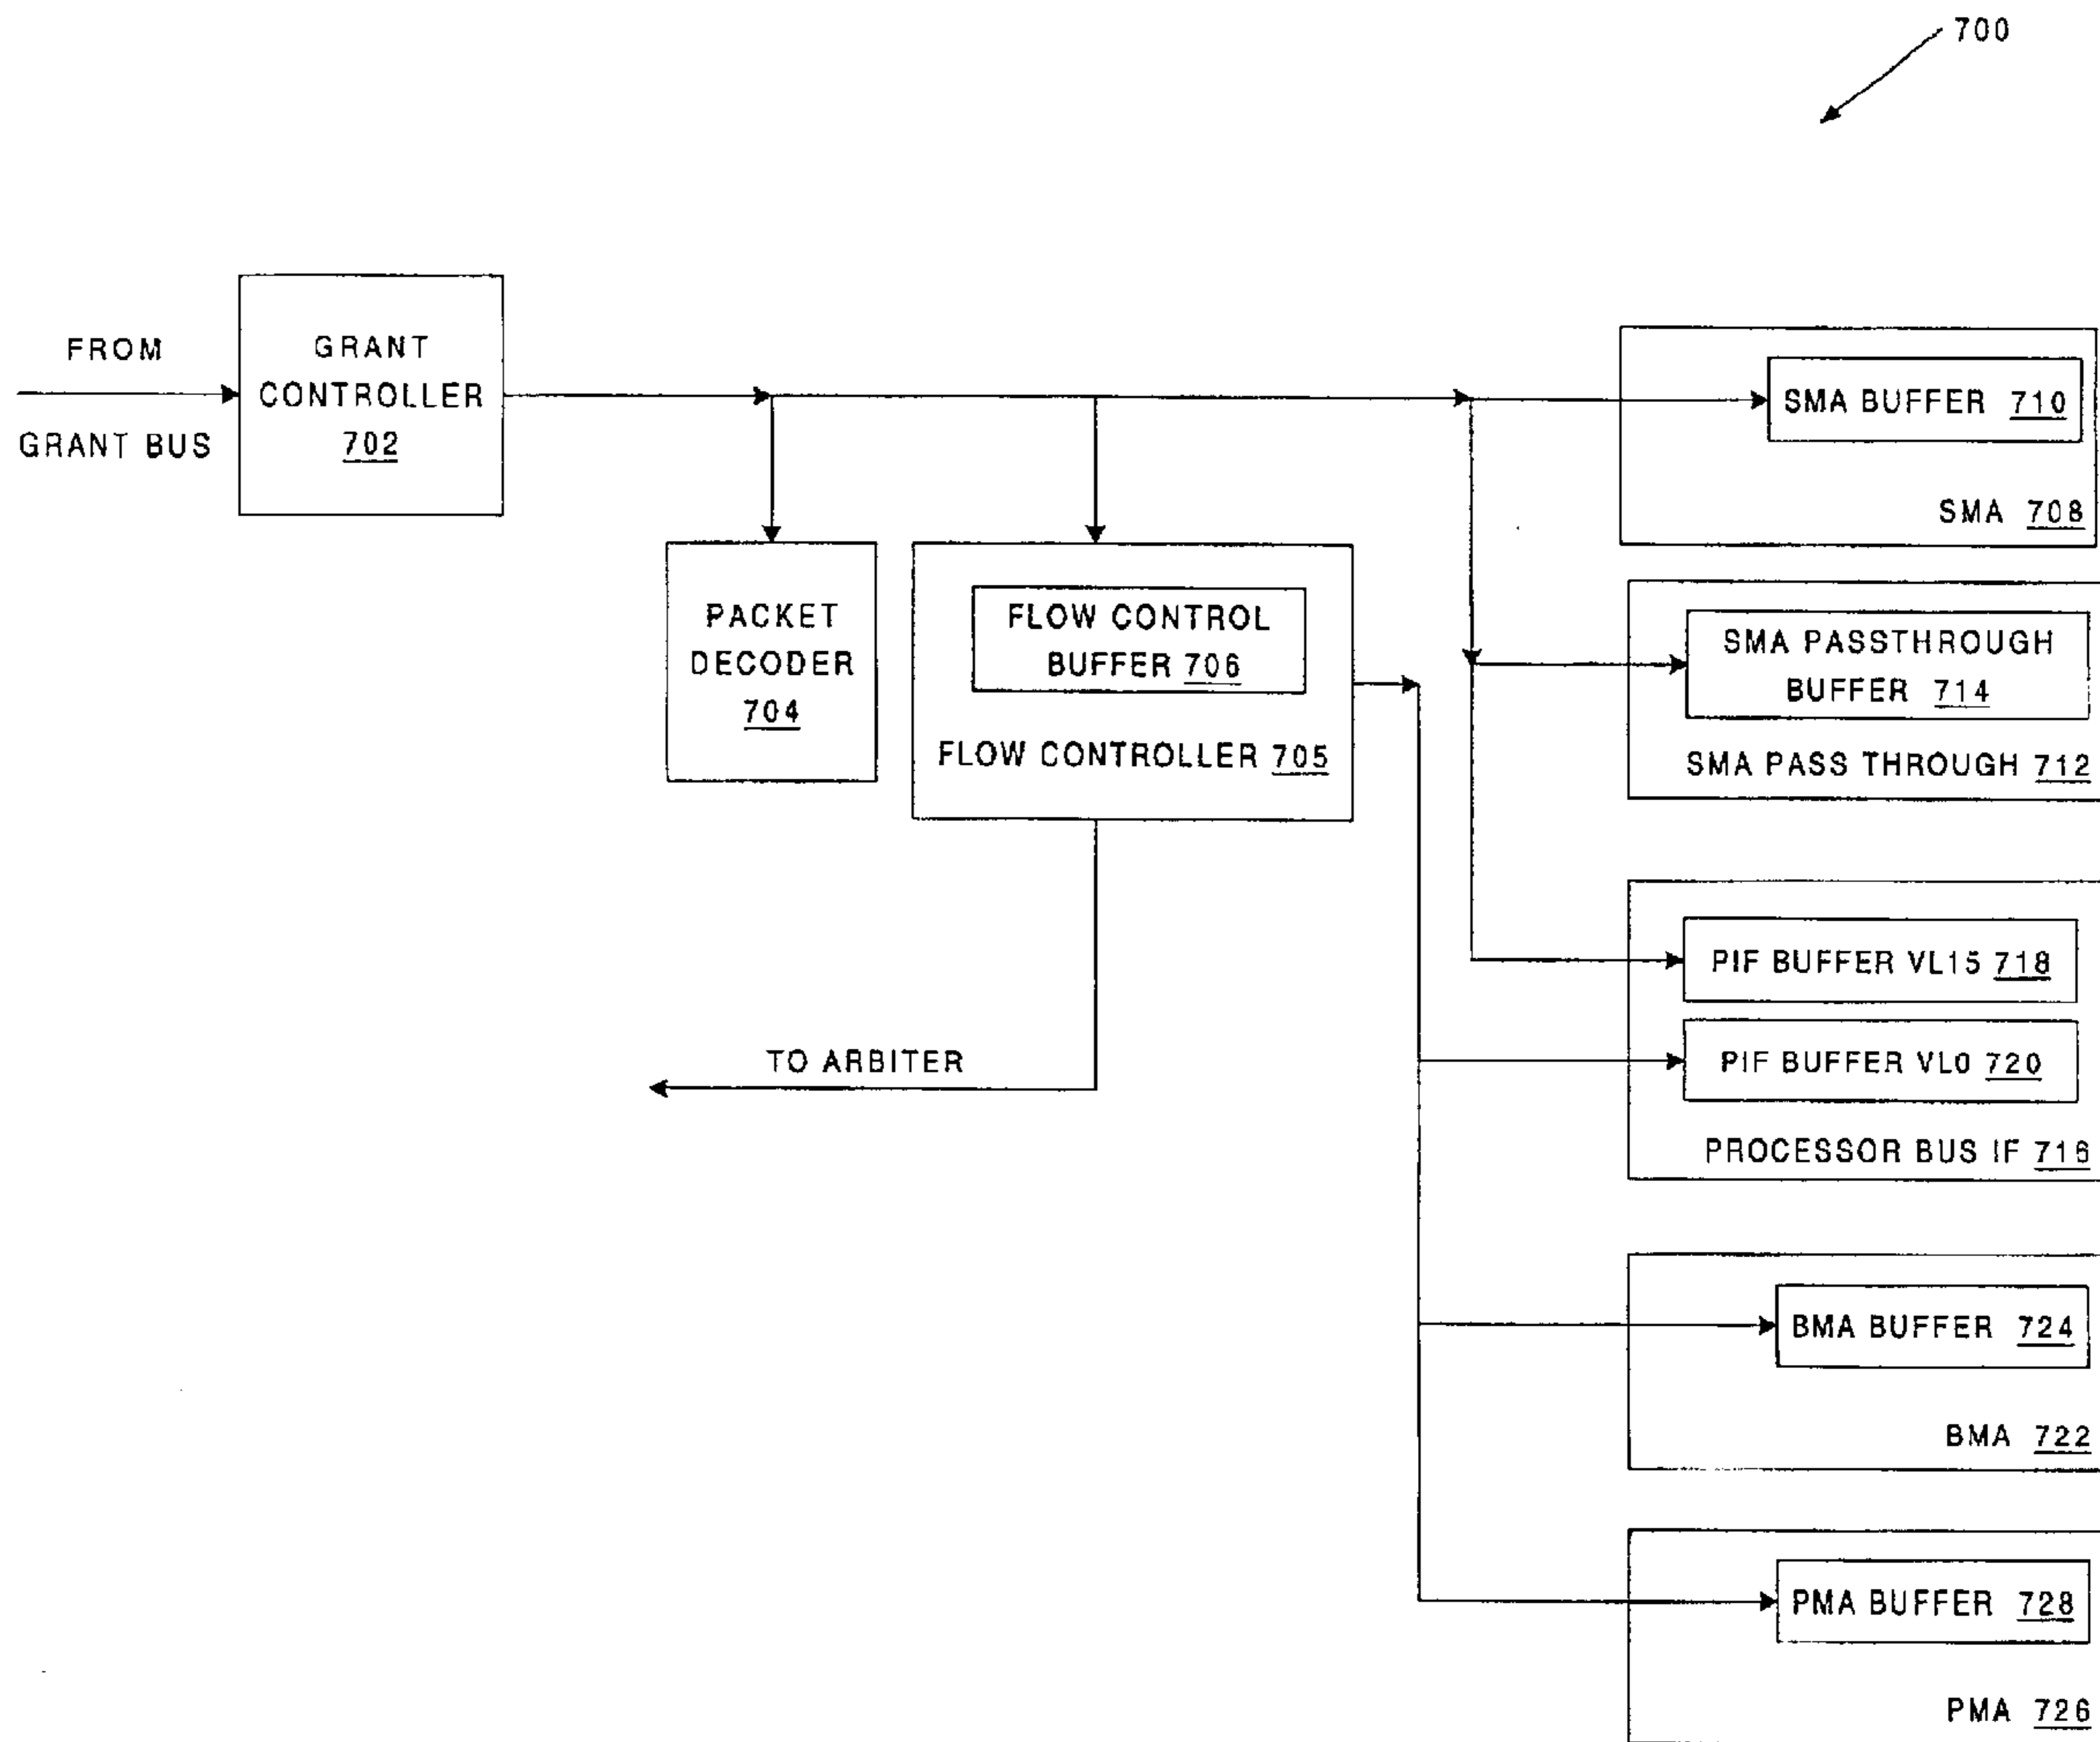 700
FROM
GRANT BUS
GRANT
CONTROLLER
702
SMA BUFFER 710
SMA 708
PACKET
DECODER
704
FLOW CONTROL
BUFFER 706
FLOW CONTROLLER 705
SMA PASSTHROUGH
BUFFER 714
SMA PASS THROUGH 712
TO ARBITER
PIF BUFFER VL15 718
PIF BUFFER VL0 720
PROCESSOR BUS IF 716
BMA BUFFER 724
BMA 722
PMA BUFFER 728
PMA 726